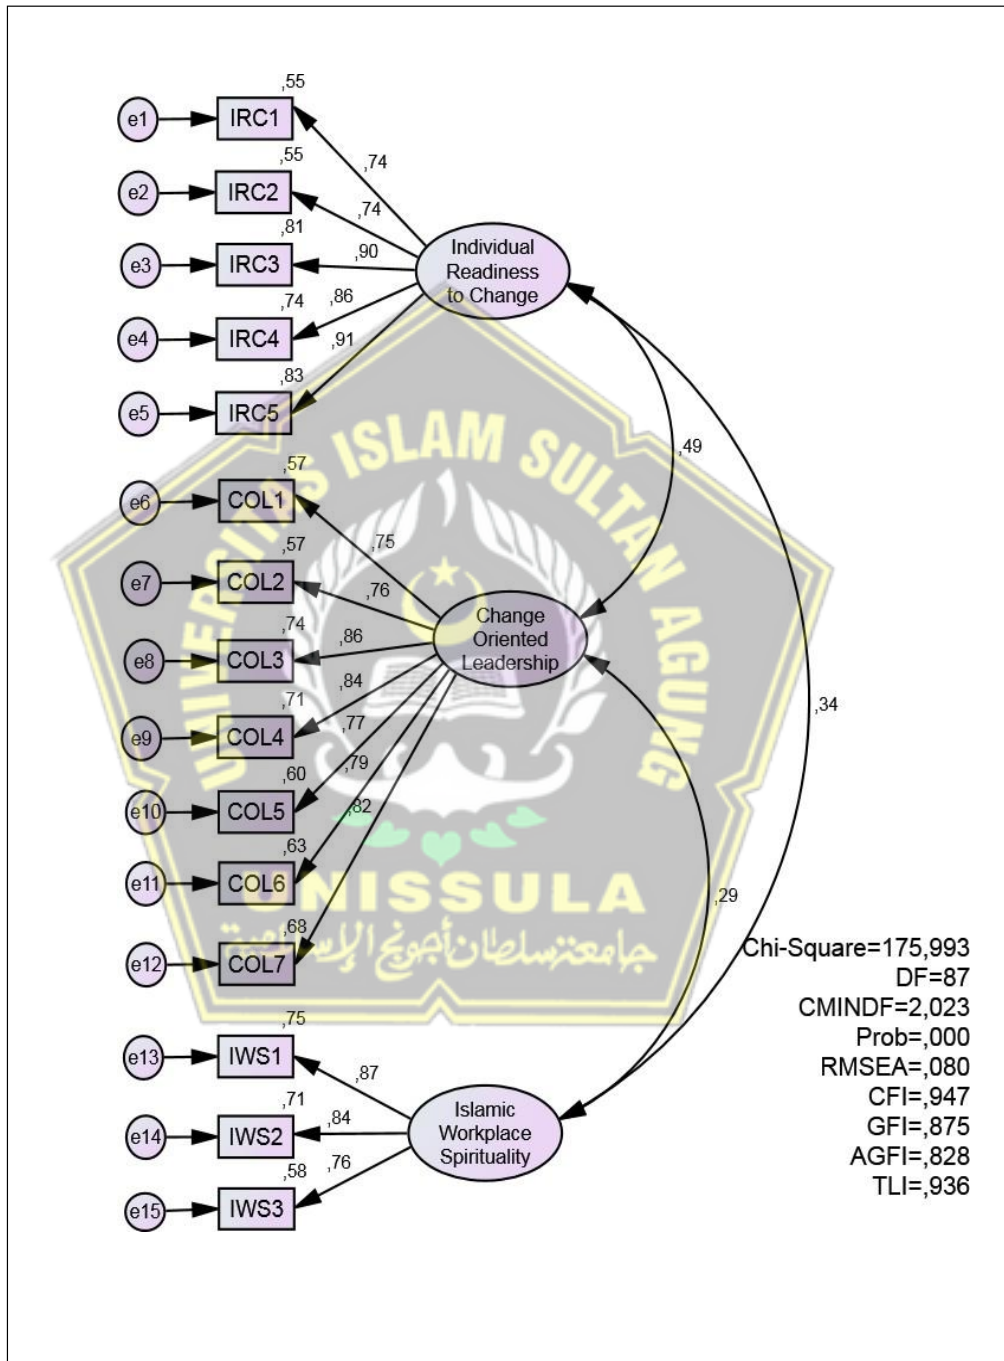 ,55
e1 IRC1
,74
,55
e2 IRC2
,74
,81
e3 IRC3
,90
Individual
Readiness
to Change
,74
e4 IRC4
,86
,91
,83
e5 IRC5
,49
UNIVERSITAS ISLAM SULTAN AGUNG
,57
e6 COL1
,75
,57
e7 COL2
,76
Change
Oriented
Leadership
,74
e8 COL3
,86
,84
,71
e9 COL4
,77
,34
,79
,60
e10 COL5
,82
,63
e11 COL6
,29
UNISSULA
,68
e12 COL7
جامعة سلطان أجونج الإسلامية
Chi-Square=175,993
DF=87
CMINDF=2,023
Prob=,000
RMSEA=,080
CFI=,947
GFI=,875
AGFI=,828
TLI=,936
,75
e13 IWS1
,87
,71
e14 IWS2
,84
Islamic
Workplace
Spirituality
,58
e15 IWS3
,76